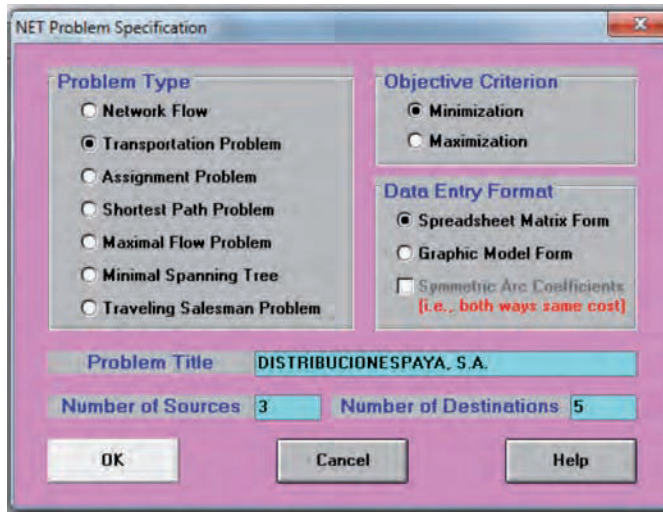 NET Problem Specification
Problem Type
Network Flow
Transportation Problem
Assignment Problem
Shortest Path Problem
Maximal Flow Problem
Minimal Spanning Tree
Traveling Salesman Problem
Objective Criterion
Minimization
Maximization
Data Entry Format
Spreadsheet Matrix Form
Graphic Model Form
Symmetric Arc Coefficients
(i.e., both ways same cost)
Problem Title DISTRIBUCIONESPAYA, S.A.
Number of Sources 3 Number of Destinations 5
OK Cancel Help